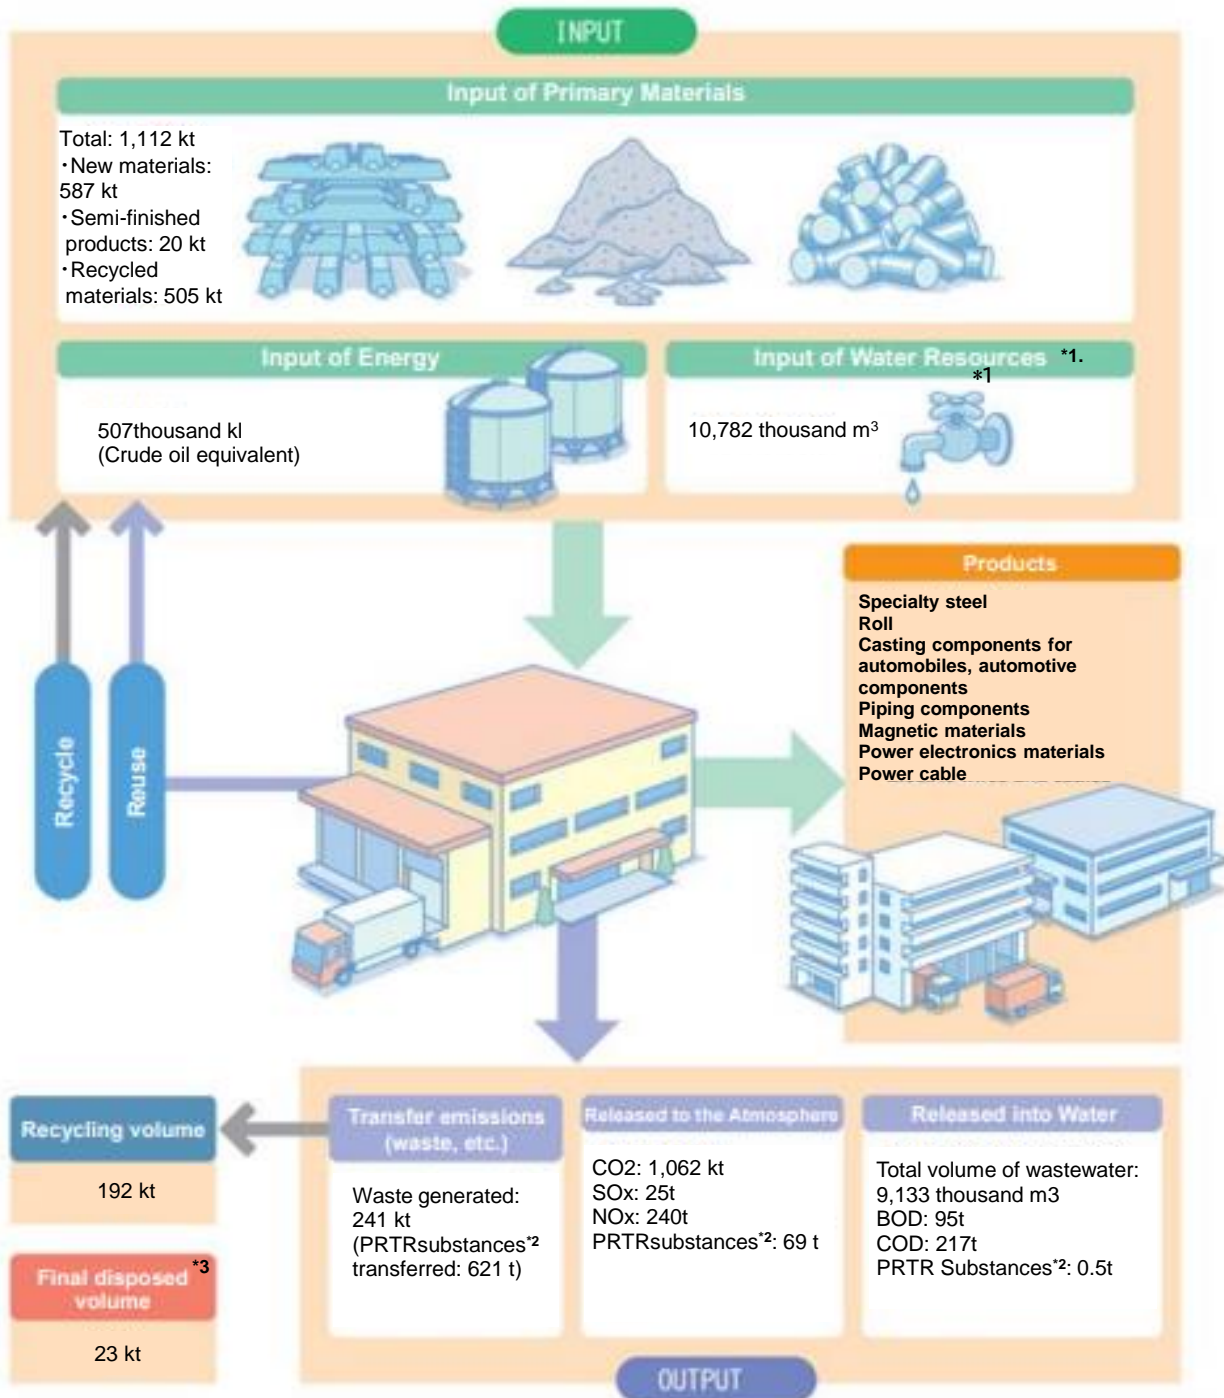 INPUT
Input of Primary Materials
Total: 1,112 kt
・New materials:
587 kt
・Semi-finished
products: 20 kt
・Recycled
materials: 505 kt
Input of Energy
507thousand kl
(Crude oil equivalent)
Input of Water Resources *1.
*1
10,782 thousand m³
Recycle
Reuse
Products
Specialty steel
Roll
Casting components for
automobiles, automotive
components
Piping components
Magnetic materials
Power electronics materials
Power cable
Recycling volume
192 kt
Final disposed *3
volume
23 kt
Transfer emissions
(waste, etc.)
Waste generated:
241 kt
(PRTRsubstances*2
transferred: 621 t)
Released to the Atmosphere
CO2: 1,062 kt
SOx: 25t
NOx: 240t
PRTRsubstances*2: 69 t
Released into Water
Total volume of wastewater:
9,133 thousand m3
BOD: 95t
COD: 217t
PRTR Substances*2: 0.5t
OUTPUT